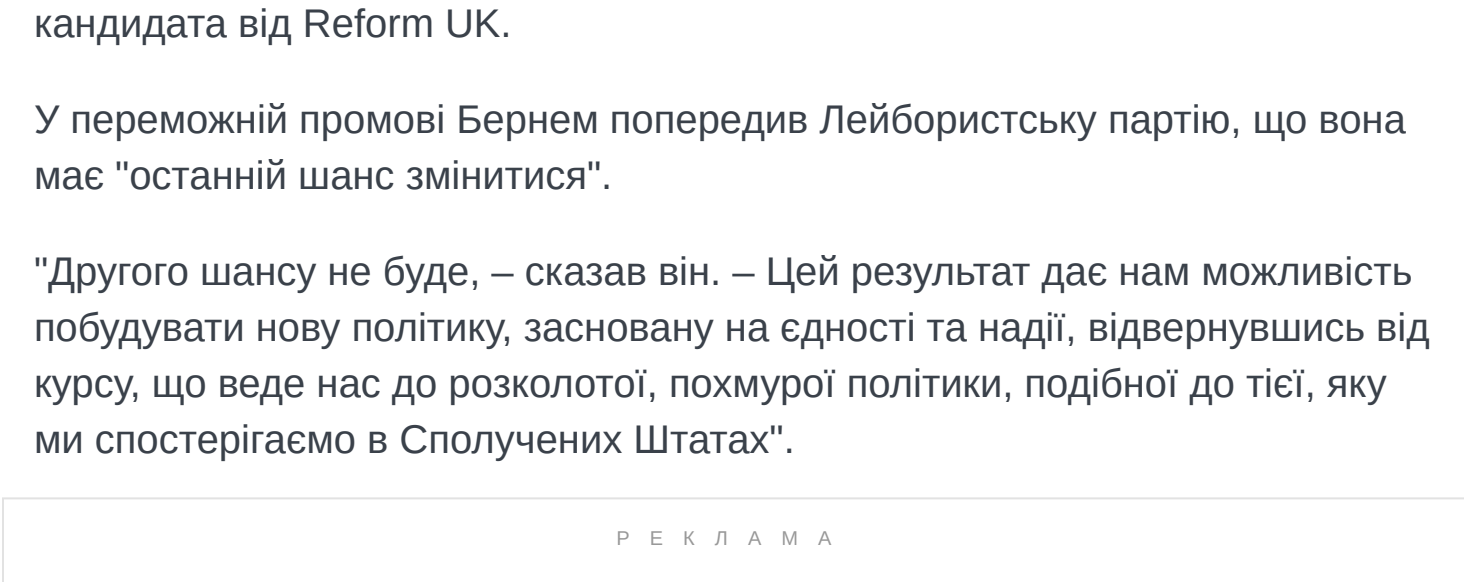 кандидата від Reform UK.
У переможній промові Бернем попередив Лейбористську партію, що вона
має "останній шанс змінитися".
"Другого шансу не буде, – сказав він. – Цей результат дає нам можливість
побудувати нову політику, засновану на єдності та надії, відвернувшись від
курсу, що веде нас до розколотої, похмурої політики, подібної до тієї, яку
ми спостерігаємо в Сполучених Штатах".
РЕКЛАМА